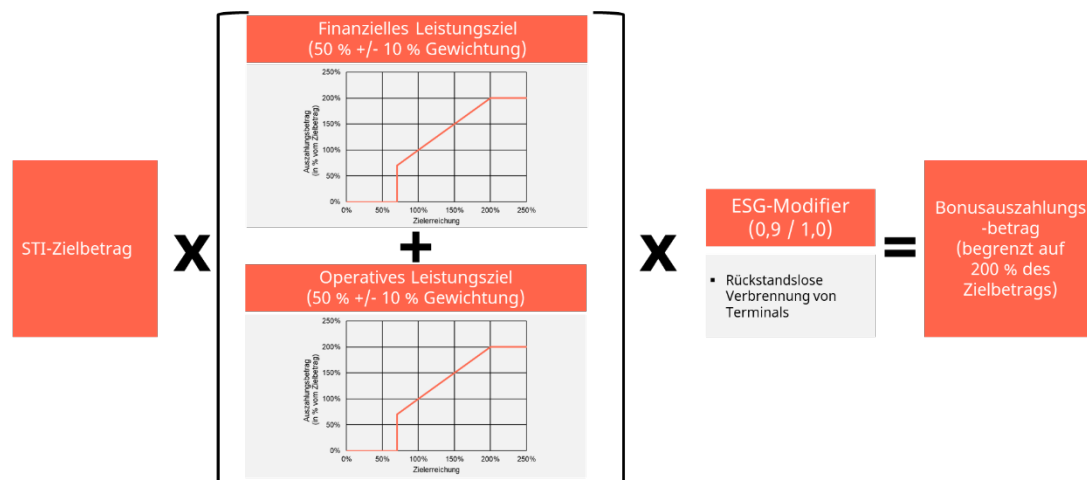 Finanzielles Leistungsziel
(50 % +/- 10 % Gewichtung)
Auszahlungsbetrag
(in % vom Zielbetrag)
250%
200%
150%
100%
50%
0%
0% 50% 100% 150% 200% 250%
Zielerreichung
STI-Zielbetrag
X
+
Operatives Leistungsziel
(50 % +/- 10 % Gewichtung)
Auszahlungsbetrag
(in % vom Zielbetrag)
250%
200%
150%
100%
50%
0%
0% 50% 100% 150% 200% 250%
Zielerreichung
X
ESG-Modifier
(0,9 / 1,0)
▪ Rückstandslose
Verbrennung von
Terminals
=
Bonusauszahlungs
-betrag
(begrenzt auf
200 % des
Zielbetrags)